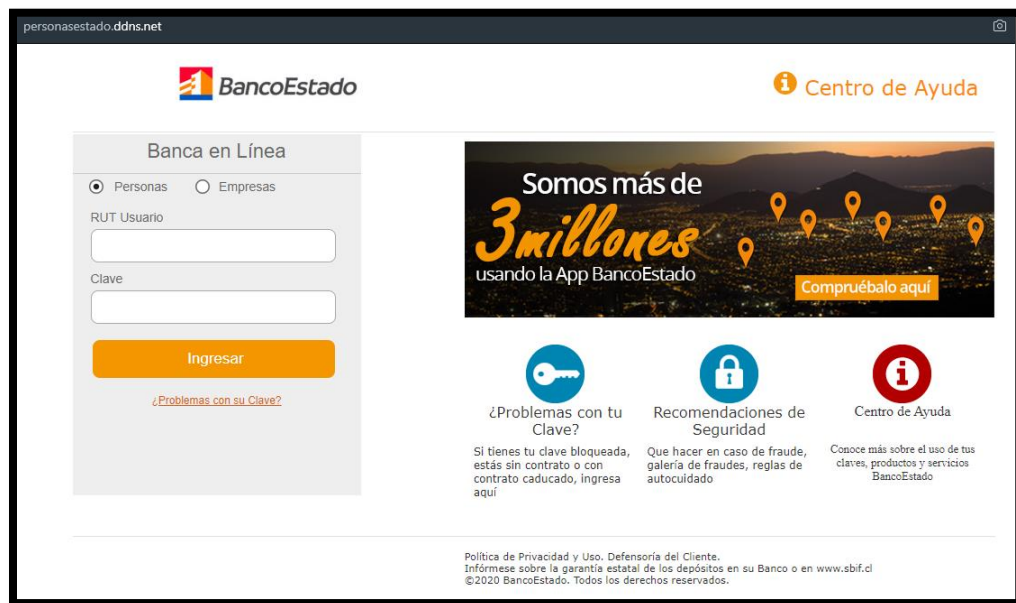 personasestado.ddns.net
BancoEstado
Centro de Ayuda
Banca en Línea
Personas
Empresas
RUT Usuario
Clave
Ingresar
¿Problemas con su Clave?
Somos más de
3millones
usando la App BancoEstado
Compruébalo aquí
¿Problemas con tu
Clave?
Si tienes tu clave bloqueada,
estás sin contrato o con
contrato caducado, ingresa
aquí
Recomendaciones de
Seguridad
Que hacer en caso de fraude,
galería de fraudes, reglas de
autocuidado
Centro de Ayuda
Conoce más sobre el uso de tus
claves, productos y servicios
BancoEstado
Política de Privacidad y Uso. Defensoría del Cliente.
Infórmese sobre la garantía estatal de los depósitos en su Banco o en www.sbif.cl
©2020 BancoEstado. Todos los derechos reservados.